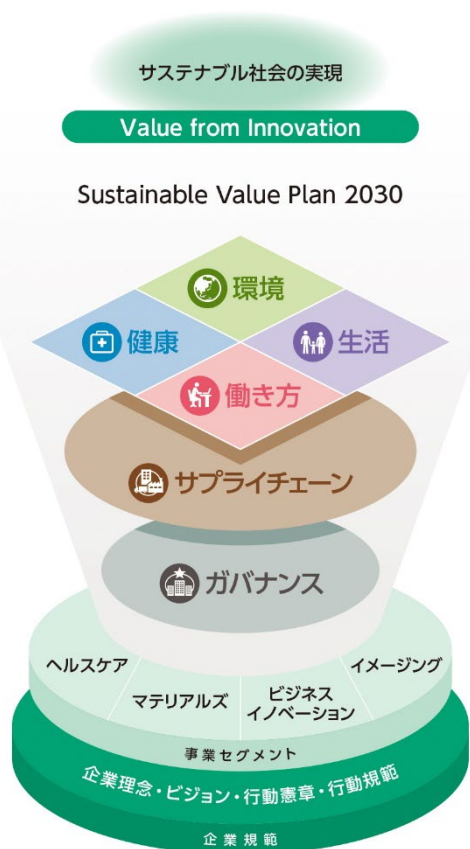 サステナブル社会の実現
Value from Innovation
Sustainable Value Plan 2030
環境
健康
生活
働き方
サプライチェーン
ガバナンス
ヘルスケア
マテリアルズ
ビジネス
イノベーション
イメージング
事業セグメント
企業理念・ビジョン・行動憲章・行動規範
企業規範